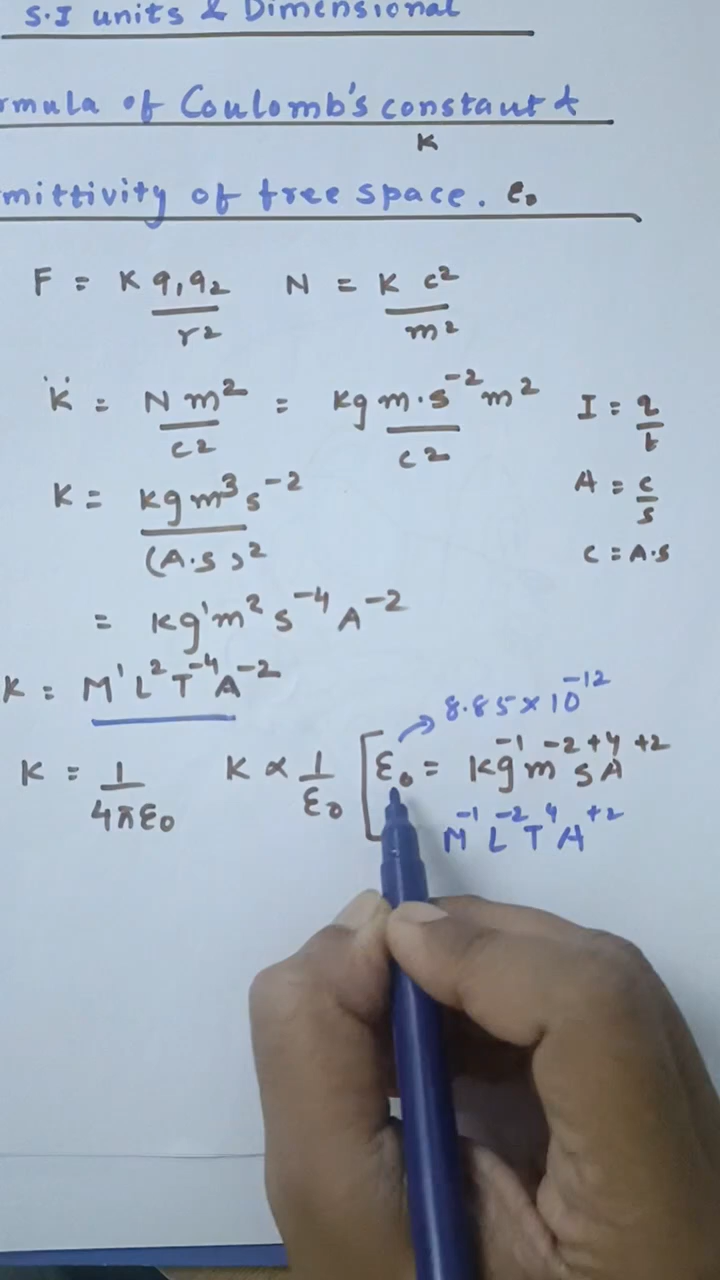 S.I units & Dimensional
rmula of Coulomb's constant &
K
mittivity of free space. ε₀
F = K q₁q₂ / r² N = K c² / m²
K = N m² / c² = kg m·s⁻² m² / c² I = q / t
K = kg m³ s⁻² / (A·s)² A = c / s
c = A·s
= kg¹ m² s⁻⁴ A⁻²
K = M¹ L² T⁻⁴ A⁻²
8.85 × 10⁻¹²
K = 1 / 4πε₀ K ∝ 1 / ε₀ [ ε₀ = kg⁻¹ m⁻² s⁺⁴ A⁺²
M⁻¹ L⁻² T⁴ A⁺²